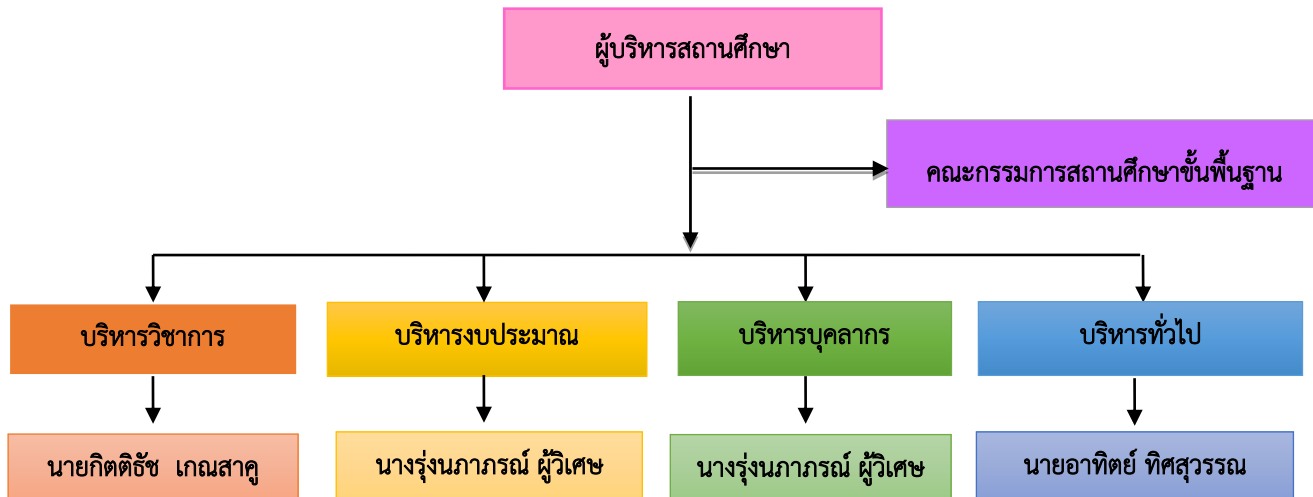 ผู้บริหารสถานศึกษา
คณะกรรมการสถานศึกษาขั้นพื้นฐาน
บริหารวิชาการ
บริหารงบประมาณ
บริหารบุคลากร
บริหารทั่วไป
นายกิตติธัช เกณสาคู
นางรุ่งนภาภรณ์ ผู้วิเศษ
นางรุ่งนภาภรณ์ ผู้วิเศษ
นายอาทิตย์ ทิศสุวรรณ